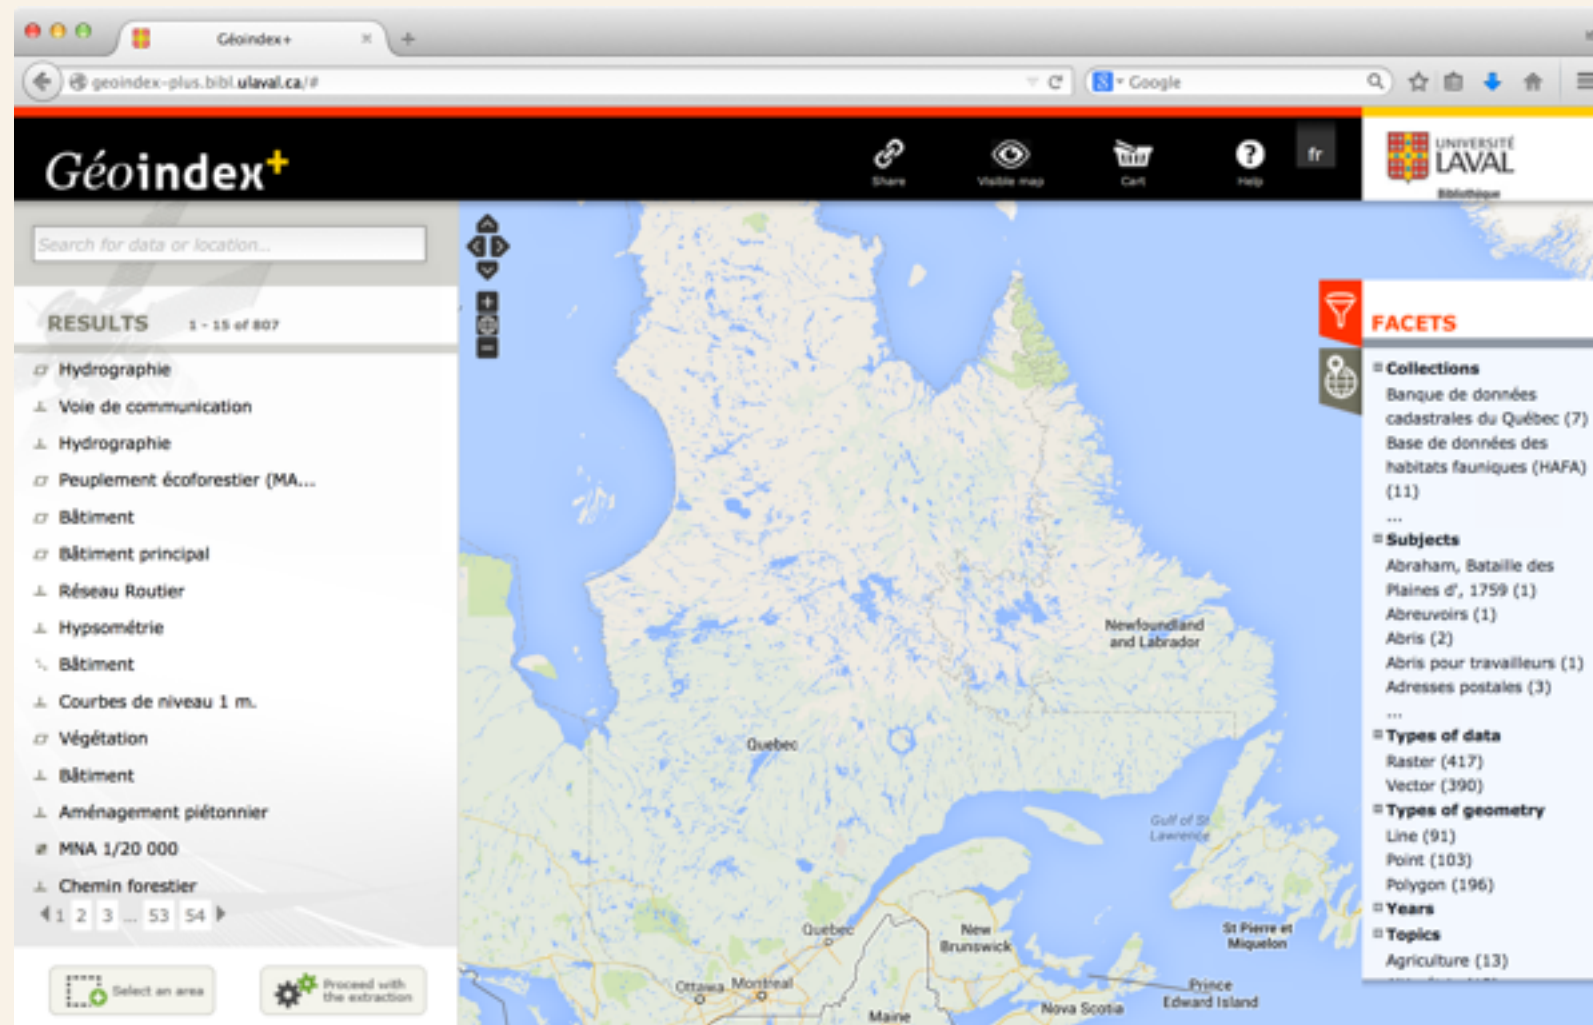 Géoindex+
geoindex-plus.bibl.ulaval.ca/#
Google
Géoindex+
Share
Visible map
Cart
Help
fr
UNIVERSITÉ
LAVAL
Bibliothèque
Search for data or location...
RESULTS 1 - 15 of 807
Hydrographie
Voie de communication
Hydrographie
Peuplement écoforestier (MA...
Bâtiment
Bâtiment principal
Réseau Routier
Hypsométrie
Bâtiment
Courbes de niveau 1 m.
Végétation
Bâtiment
Aménagement piétonnier
MNA 1/20 000
Chemin forestier
1 2 3 ... 53 54
Select an area
Proceed with
the extraction
Newfoundland
and Labrador
Quebec
Gulf of St
Lawrence
Quebec
New
Brunswick
St Pierre et
Miquelon
Ottawa
Montreal
Prince
Edward Island
Maine
Nova Scotia
FACETS
Collections
Banque de données
cadastrales du Québec (7)
Base de données des
habitats fauniques (HAFA)
(11)
...
Subjects
Abraham, Bataille des
Plaines d', 1759 (1)
Abreuvoirs (1)
Abris (2)
Abris pour travailleurs (1)
Adresses postales (3)
...
Types of data
Raster (417)
Vector (390)
Types of geometry
Line (91)
Point (103)
Polygon (196)
Years
Topics
Agriculture (13)